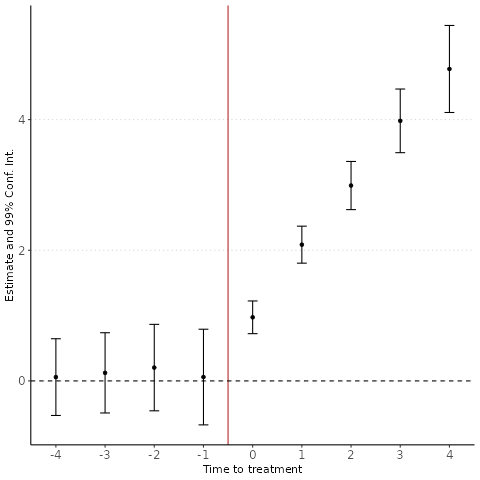 Estimate and 99% Conf. Int.
4
2
0
-4 -3 -2 -1 0 1 2 3 4
Time to treatment